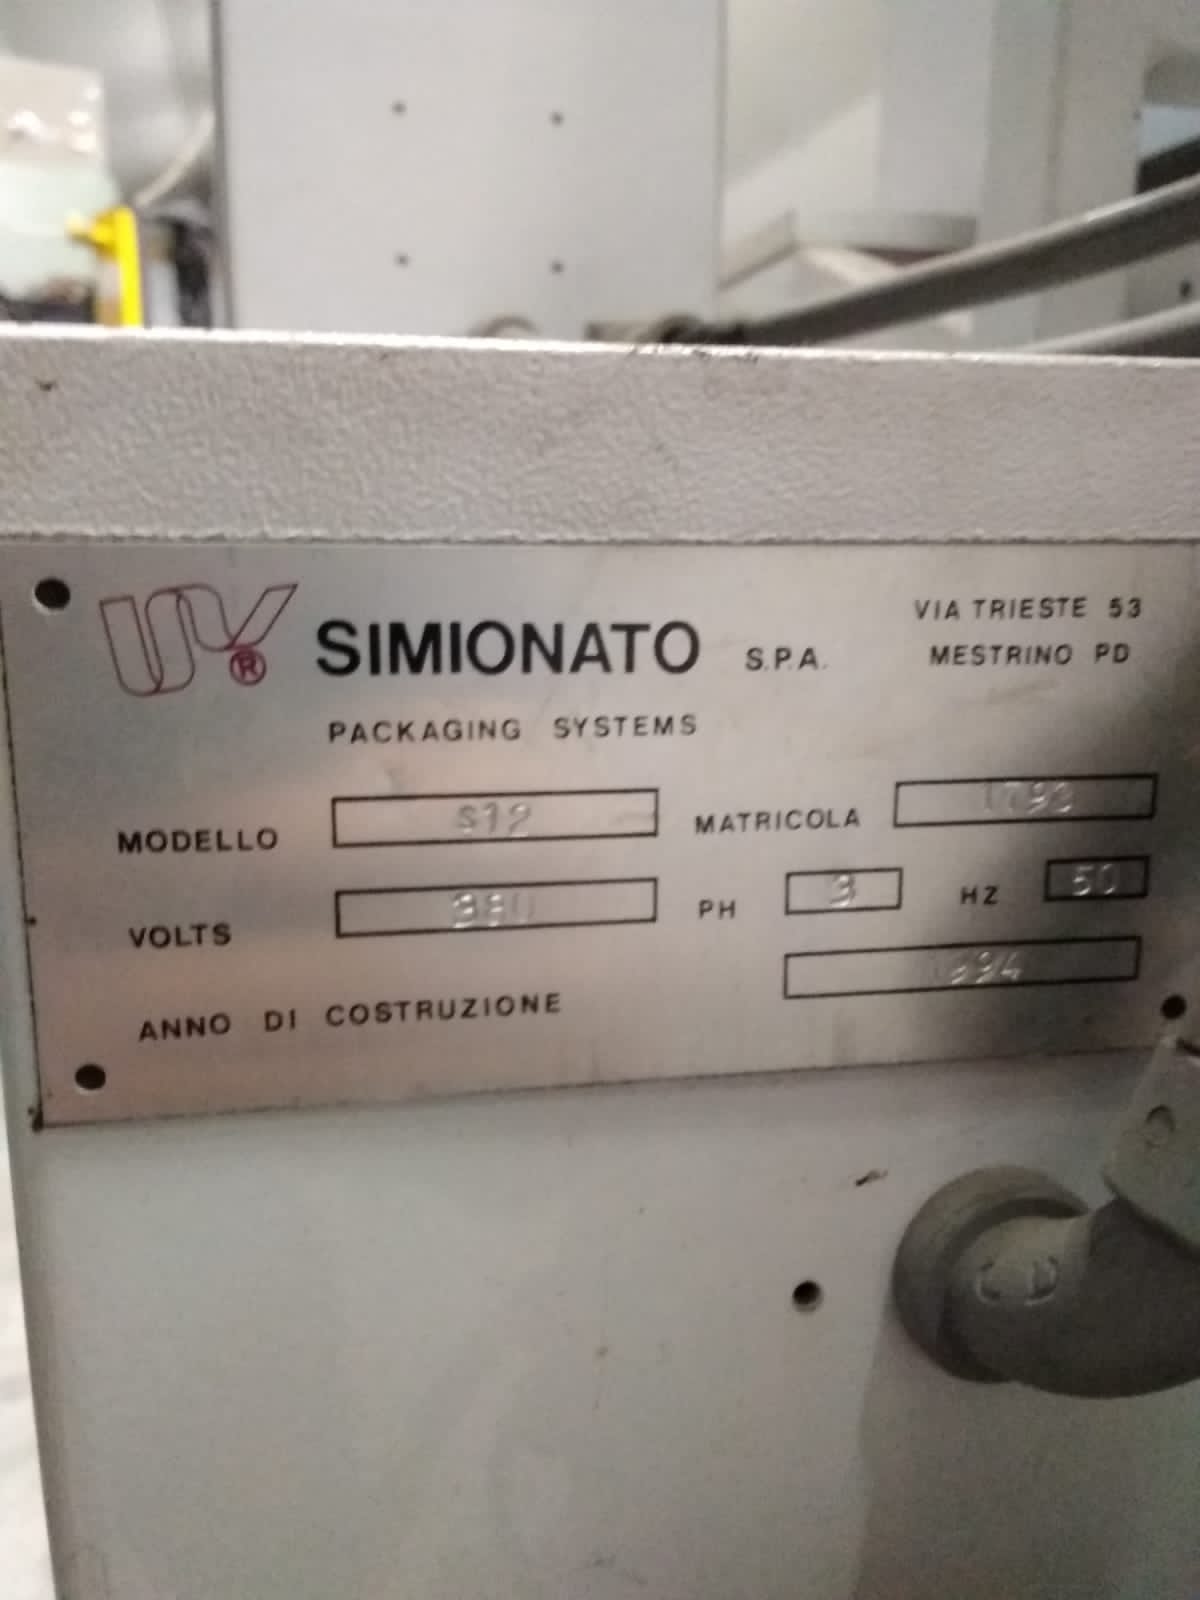 ® SIMIONATO S.P.A.
VIA TRIESTE 53
MESTRINO PD
PACKAGING SYSTEMS
MODELLO S12 MATRICOLA
VOLTS 380 PH 3 HZ 50
ANNO DI COSTRUZIONE 1994